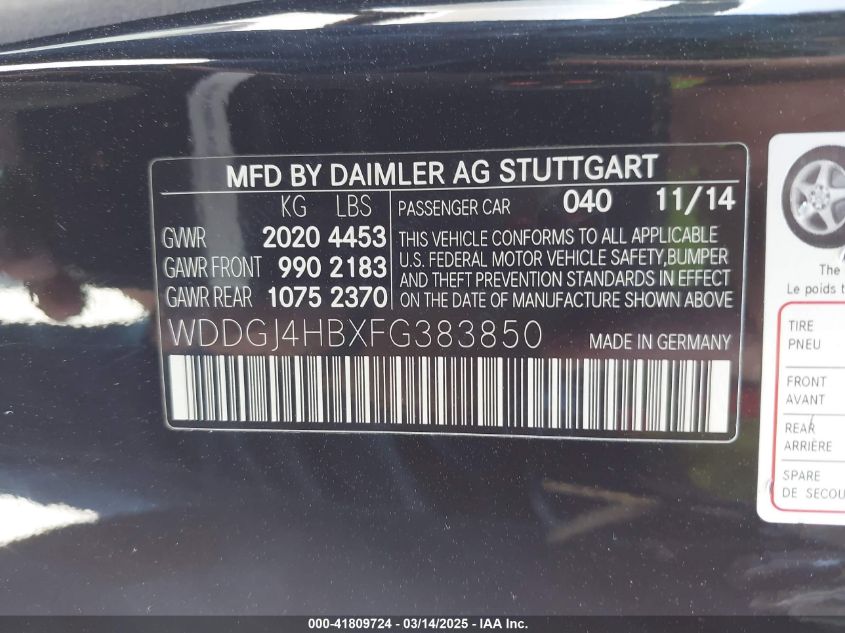 MFD BY DAIMLER AG STUTTGART
KG LBS
GVWR 2020 4453
GAWR FRONT 990 2183
GAWR REAR 1075 2370
PASSENGER CAR 040 11/14
THIS VEHICLE CONFORMS TO ALL APPLICABLE
U.S. FEDERAL MOTOR VEHICLE SAFETY,BUMPER
AND THEFT PREVENTION STANDARDS IN EFFECT
ON THE DATE OF MANUFACTURE SHOWN ABOVE
WDDGJ4HBXFG383850 MADE IN GERMANY
The
Le poids
TIRE
PNEU
FRONT
AVANT
REAR
ARRIÈRE
SPARE
DE
000-41809724 - 03/14/2025 - IAA Inc.